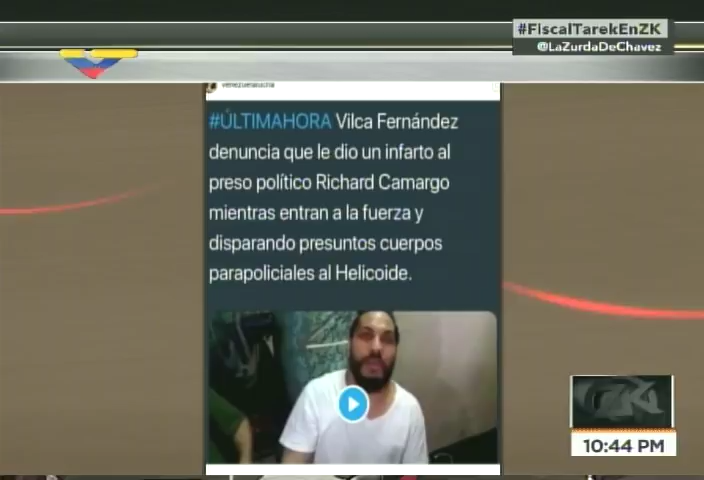 #FIscalTarekEnZK
@LaZurdaDeChavez
#ÚLTIMAHORA Vilca Fernández
denuncia que le dio un infarto al
preso político Richard Camargo
mientras entran a la fuerza y
disparando presuntos cuerpos
parapoliciales al Helicoide.
ZK
10:44 PM